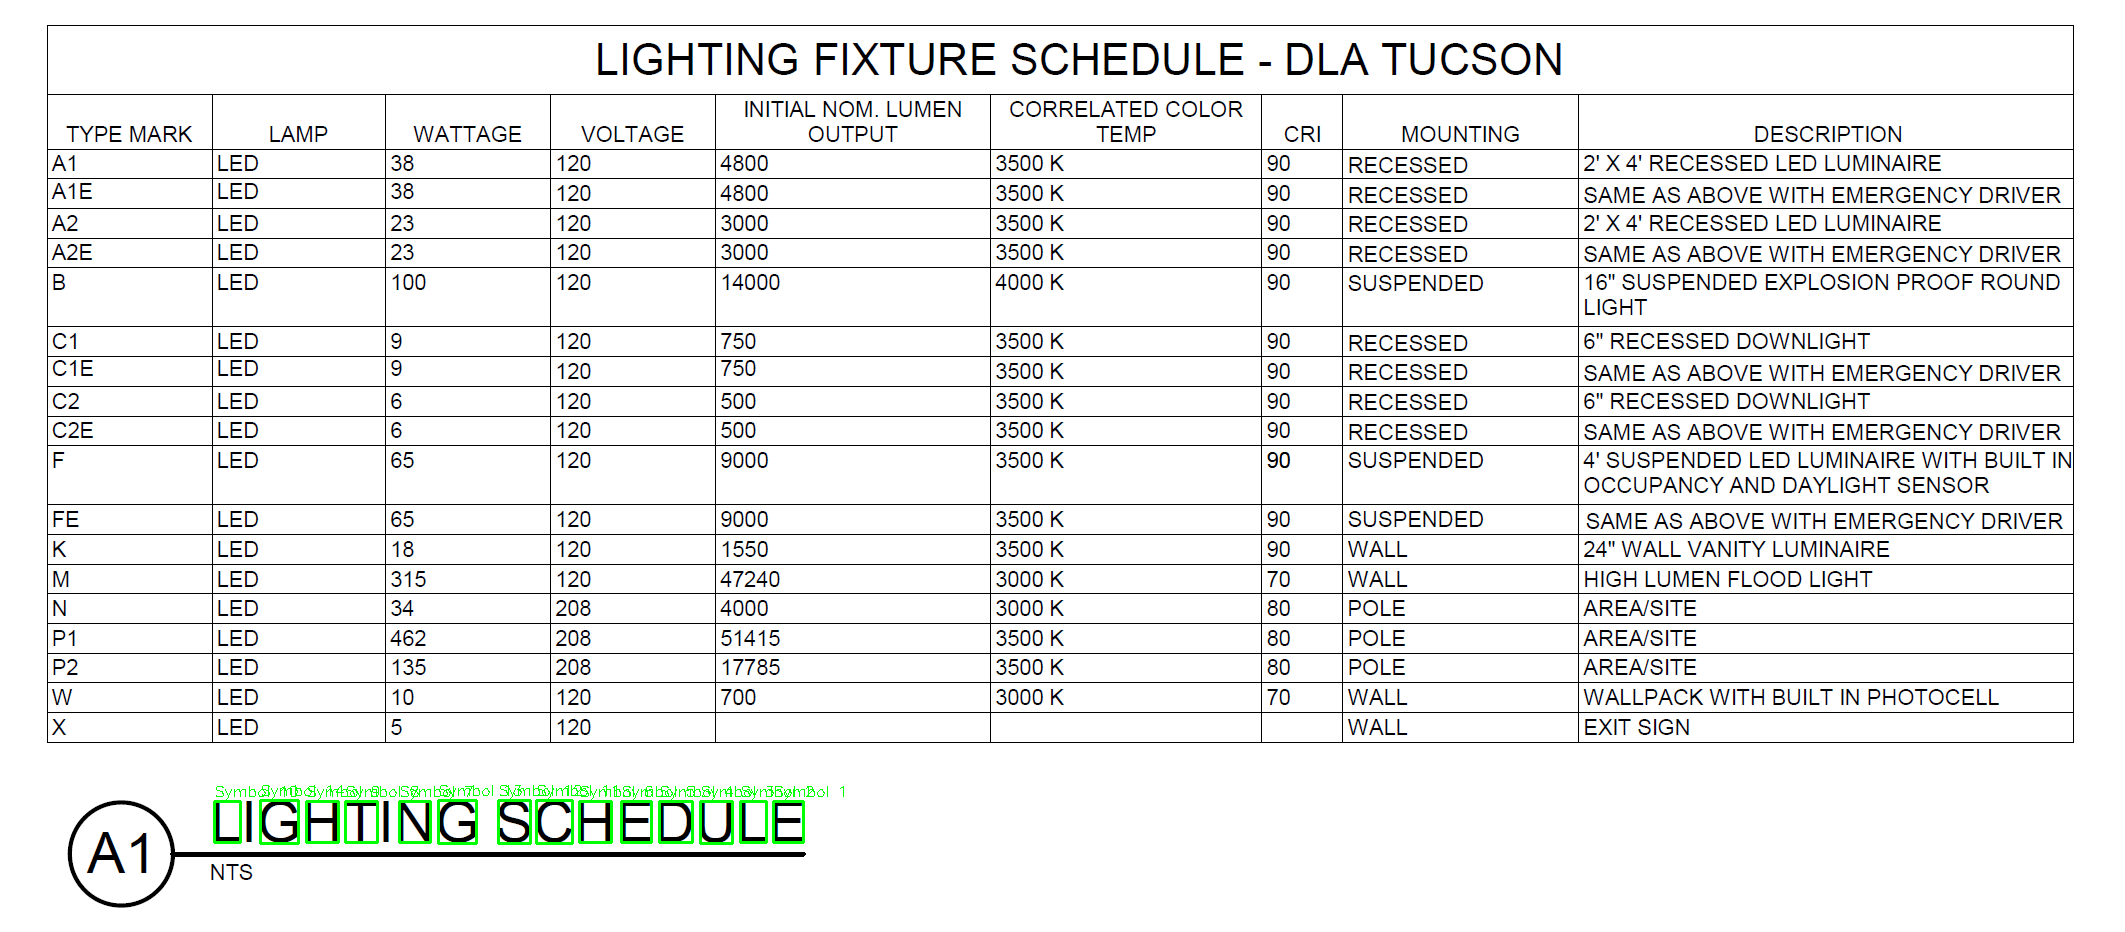 LIGHTING FIXTURE SCHEDULE - DLA TUCSON
TYPE MARK LAMP WATTAGE VOLTAGE INITIAL NOM. LUMEN OUTPUT CORRELATED COLOR TEMP CRI MOUNTING DESCRIPTION
A1 LED 38 120 4800 3500 K 90 RECESSED 2' X 4' RECESSED LED LUMINAIRE
A1E LED 38 120 4800 3500 K 90 RECESSED SAME AS ABOVE WITH EMERGENCY DRIVER
A2 LED 23 120 3000 3500 K 90 RECESSED 2' X 4' RECESSED LED LUMINAIRE
A2E LED 23 120 3000 3500 K 90 RECESSED SAME AS ABOVE WITH EMERGENCY DRIVER
B LED 100 120 14000 4000 K 90 SUSPENDED 16" SUSPENDED EXPLOSION PROOF ROUND
LIGHT
C1 LED 9 120 750 3500 K 90 RECESSED 6" RECESSED DOWNLIGHT
C1E LED 9 120 750 3500 K 90 RECESSED SAME AS ABOVE WITH EMERGENCY DRIVER
C2 LED 6 120 500 3500 K 90 RECESSED 6" RECESSED DOWNLIGHT
C2E LED 6 120 500 3500 K 90 RECESSED SAME AS ABOVE WITH EMERGENCY DRIVER
F LED 65 120 9000 3500 K 90 SUSPENDED 4' SUSPENDED LED LUMINAIRE WITH BUILT IN
OCCUPANCY AND DAYLIGHT SENSOR
FE LED 65 120 9000 3500 K 90 SUSPENDED SAME AS ABOVE WITH EMERGENCY DRIVER
K LED 18 120 1550 3500 K 90 WALL 24" WALL VANITY LUMINAIRE
M LED 315 120 47240 3000 K 70 WALL HIGH LUMEN FLOOD LIGHT
N LED 34 208 4000 3000 K 80 POLE AREA/SITE
P1 LED 462 208 51415 3500 K 80 POLE AREA/SITE
P2 LED 135 208 17785 3500 K 80 POLE AREA/SITE
W LED 10 120 700 3000 K 70 WALL WALLPACK WITH BUILT IN PHOTOCELL
X LED 5 120 WALL EXIT SIGN
A1 LIGHTING SCHEDULE
NTS